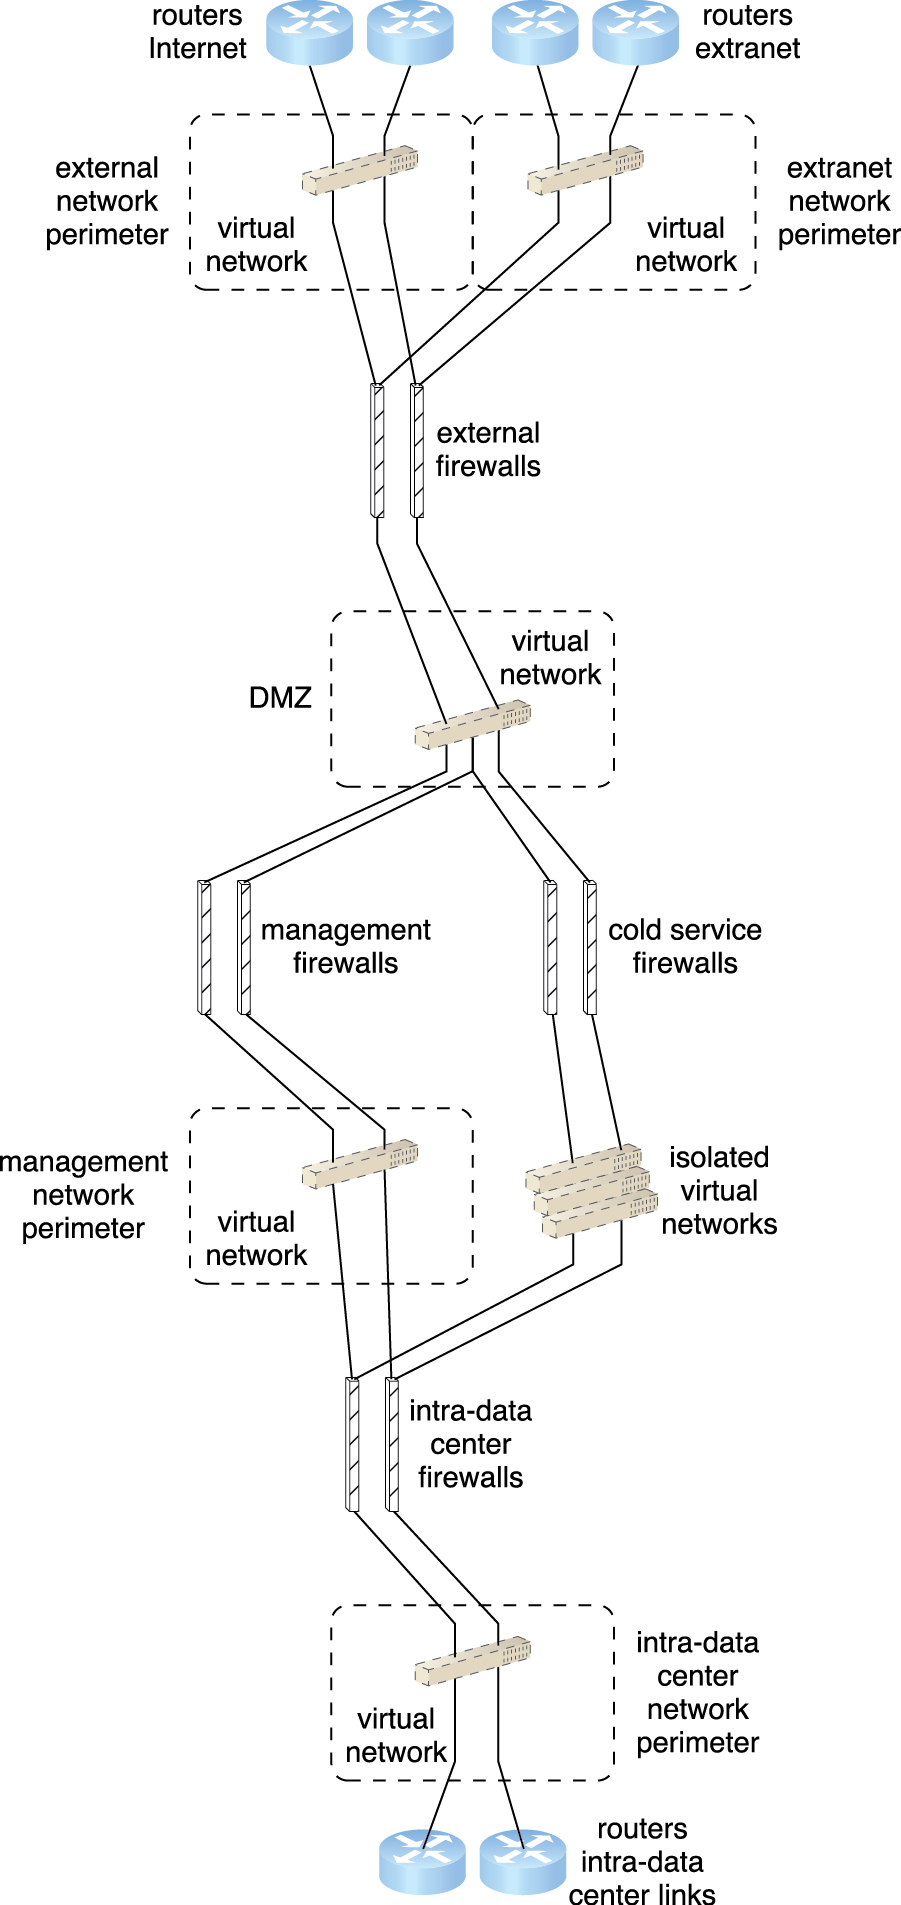 routers
Internet
routers
extranet
external
network
perimeter
virtual
network
virtual
network
extranet
network
perimeter
external
firewalls
virtual
network
DMZ
management
firewalls
cold service
firewalls
management
network
perimeter
virtual
network
isolated
virtual
networks
intra-data
center
firewalls
virtual
network
intra-data
center
network
perimeter
routers
intra-data
center links